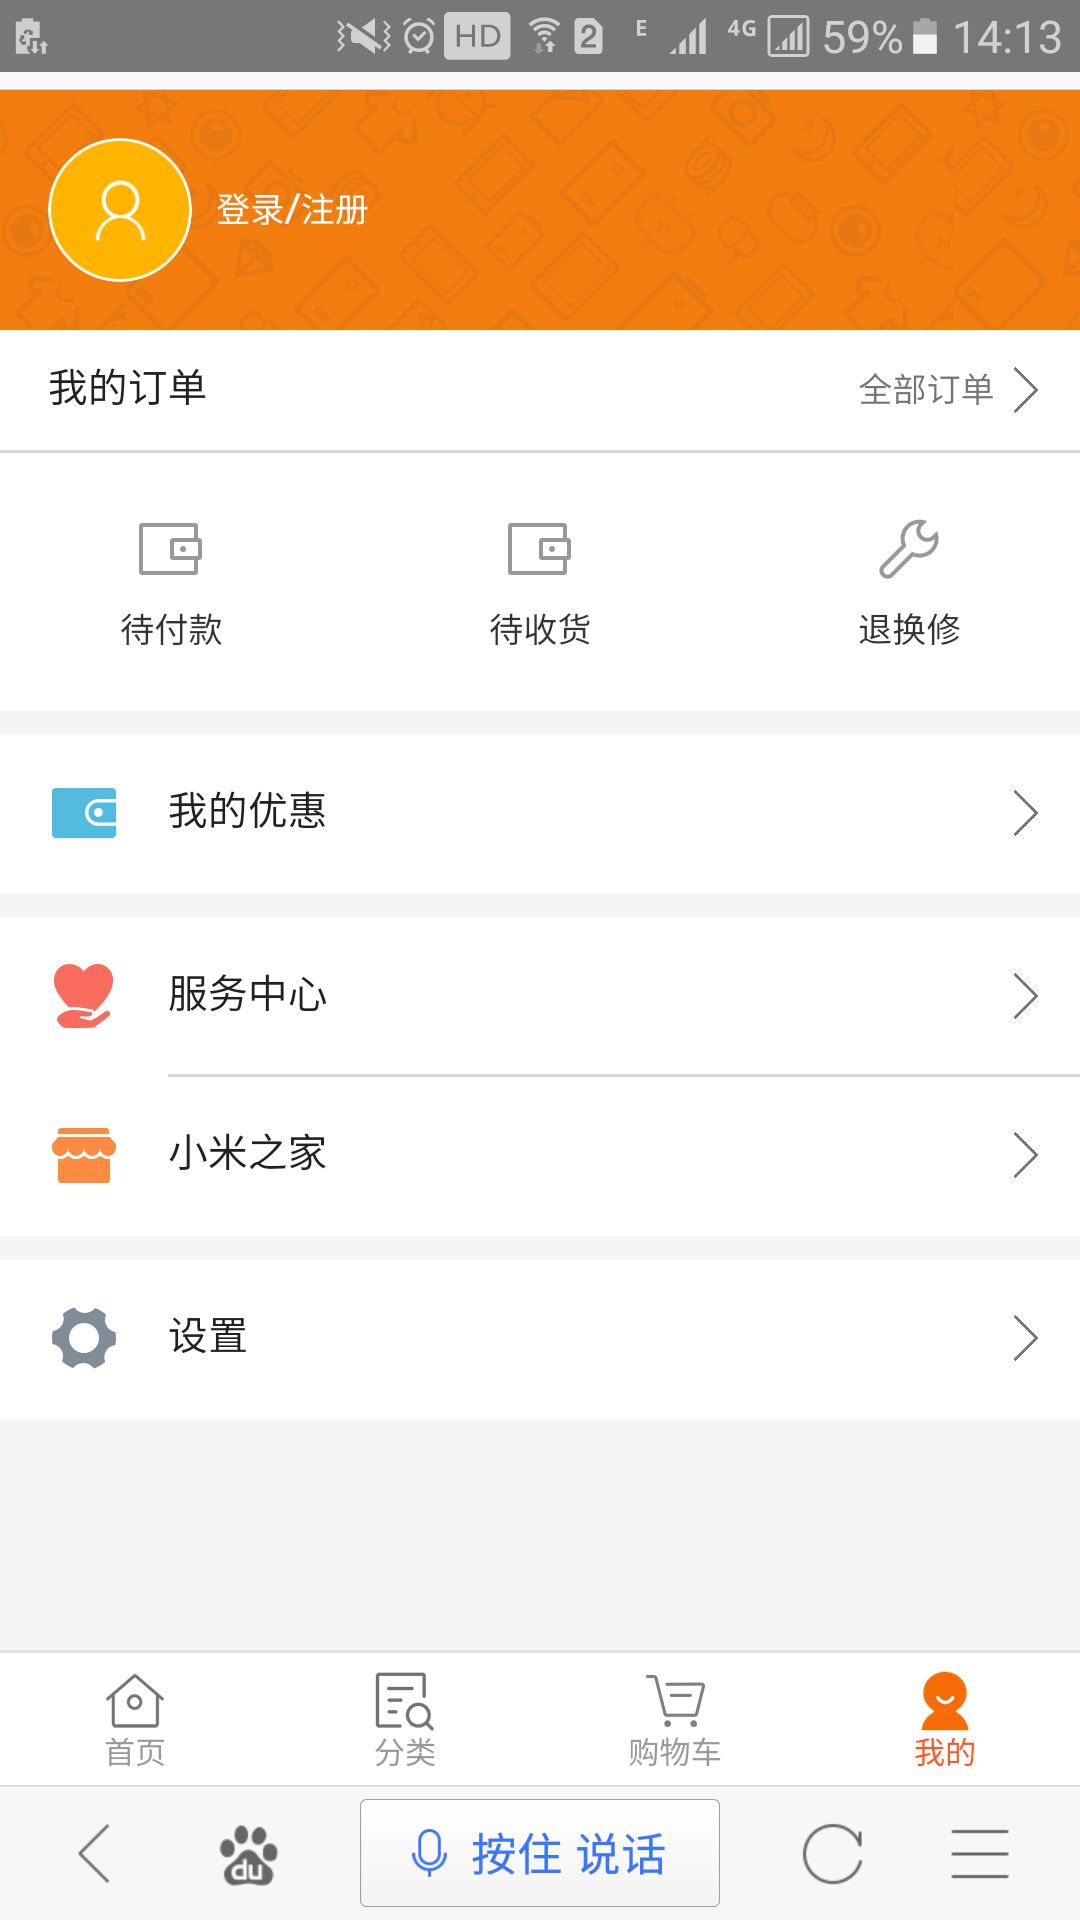 HD 2 E 4G 59% 14:13
登录/注册
我的订单 全部订单
待付款 待收货 退换修
我的优惠
服务中心
小米之家
设置
首页 分类 购物车 我的
du 按住 说话